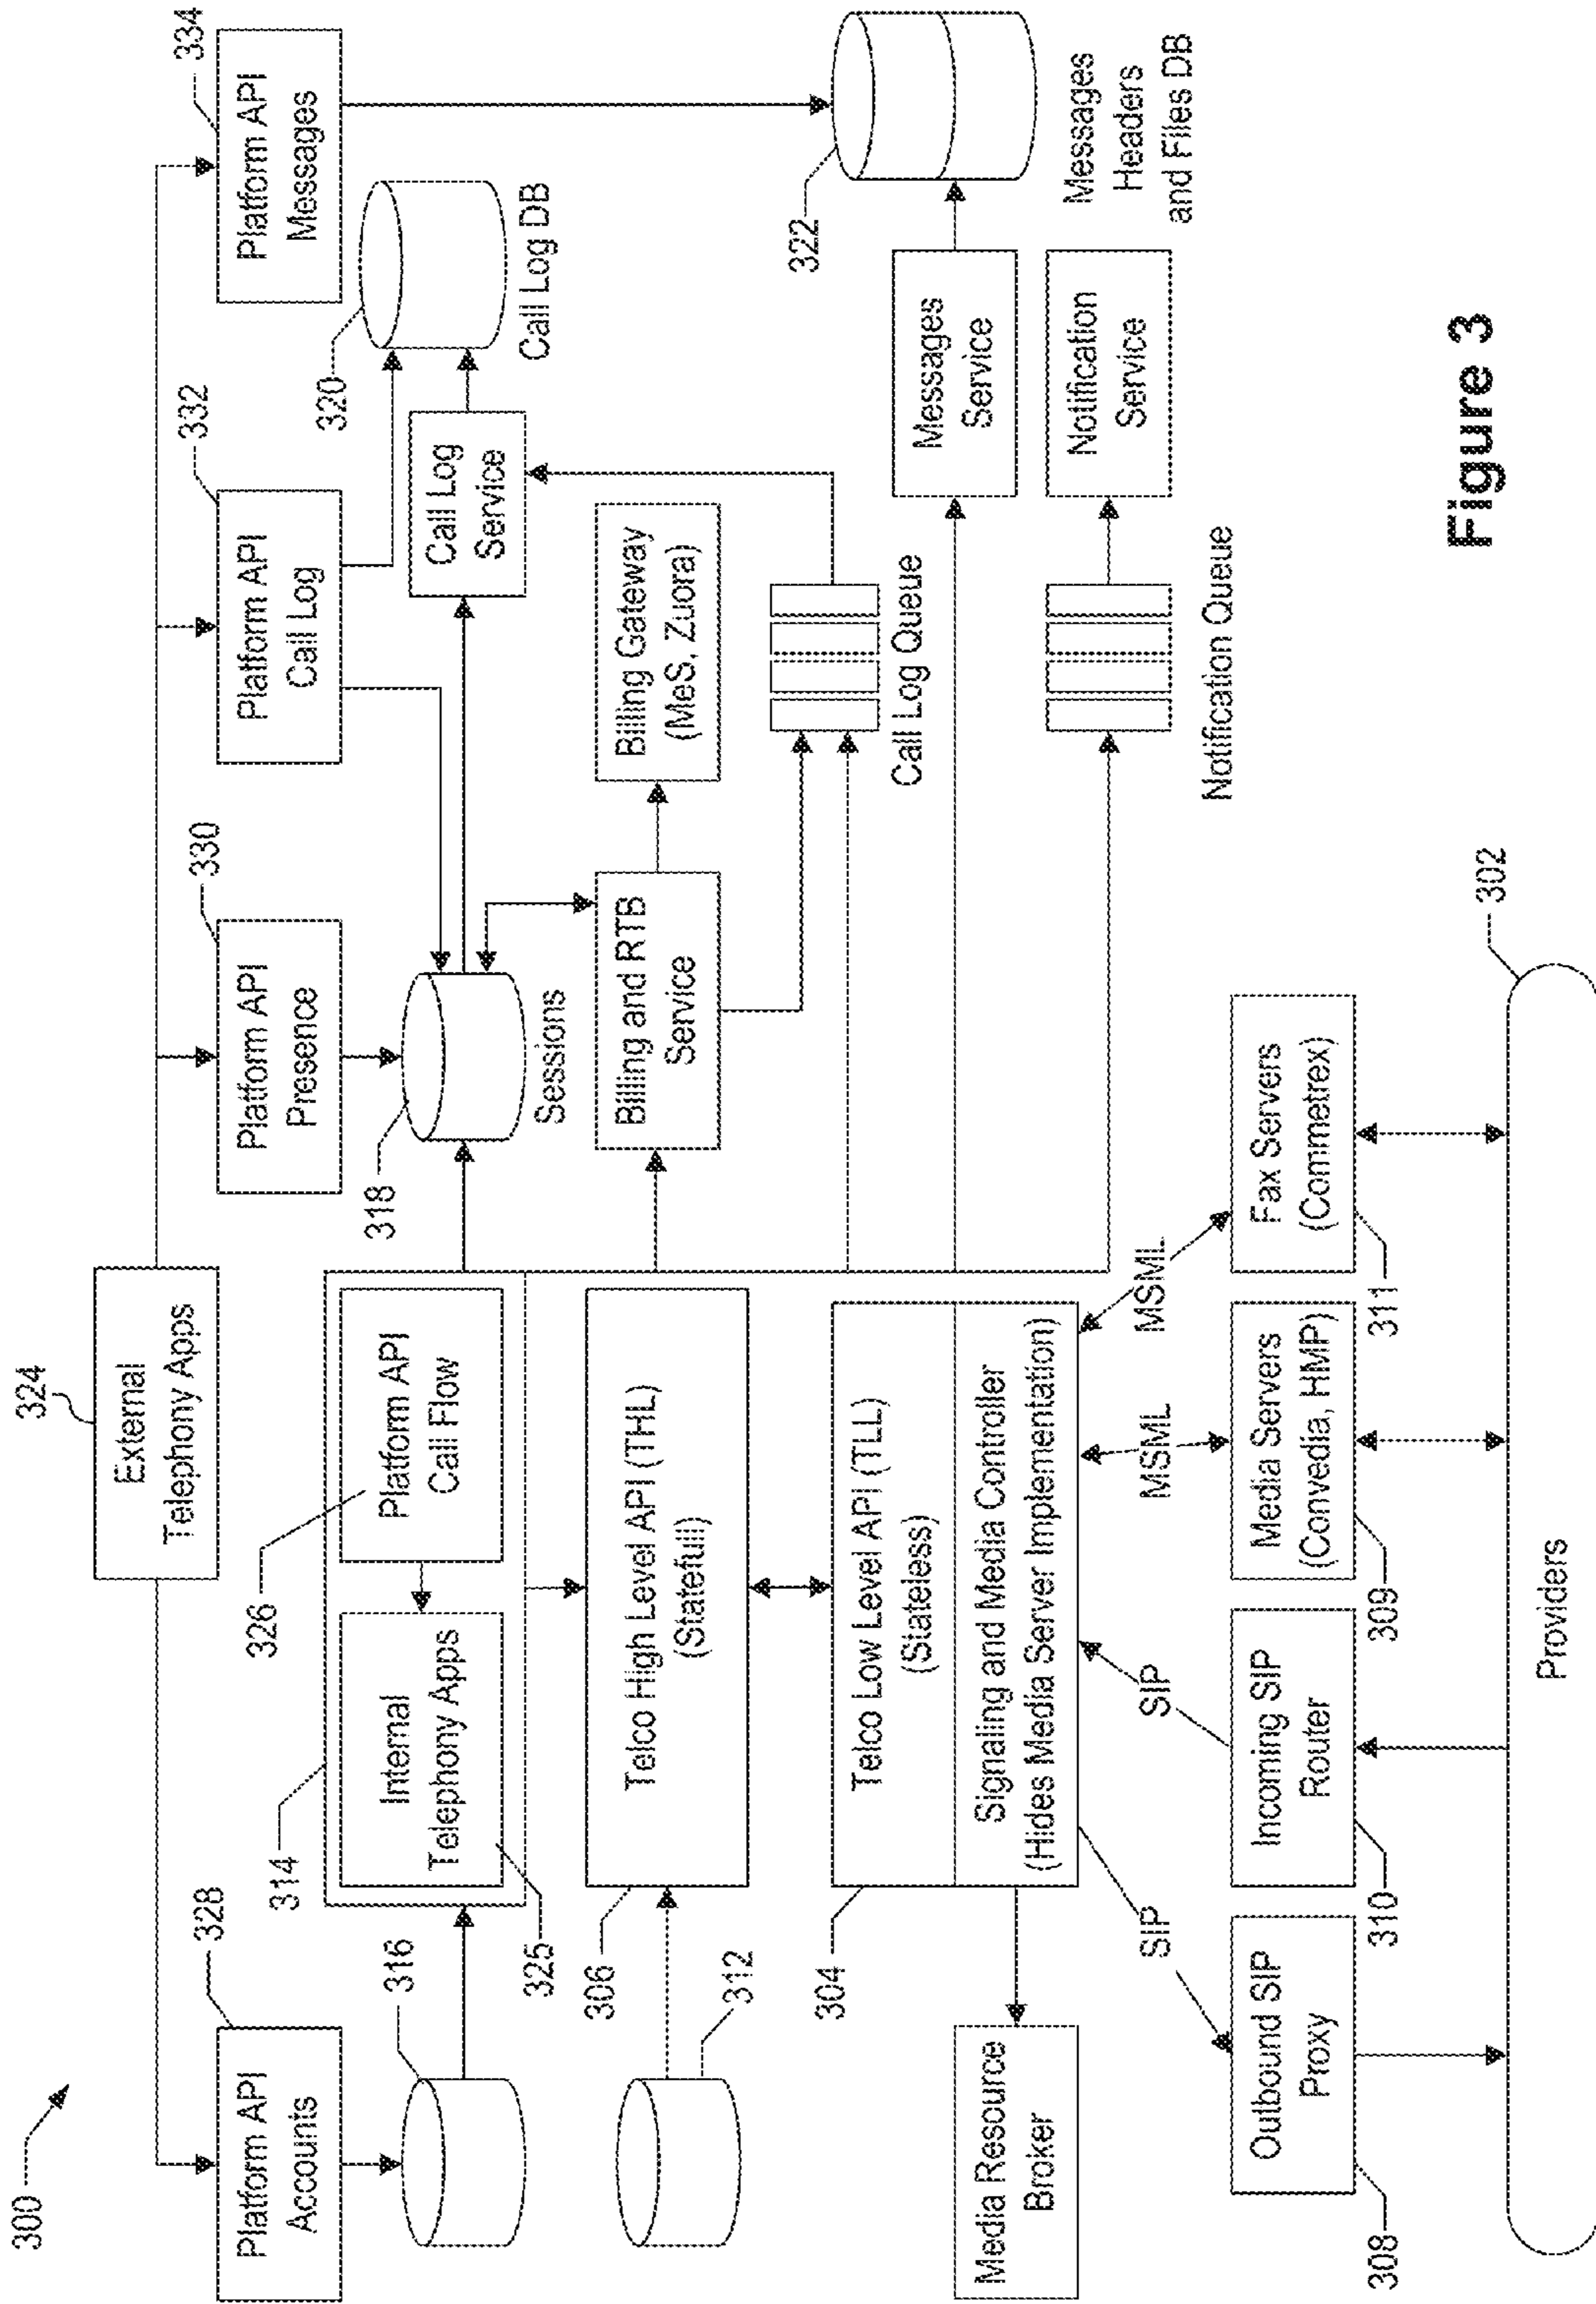 300
324
External
Telephony Apps
328
Platform API
Accounts
330
Platform API
Presence
332
Platform API
Call Log
334
Platform API
Messages
316
314
326
Internal
Telephony Apps
Platform API
Call Flow
325
318
Sessions
320
Call Log
Service
Call Log DB
306
312
Telco High Level API (THL)
(Statefull)
Billing and RTB
Service
Billing Gateway
(MeS, Zuora)
304
Telco Low Level API (TLL)
(Stateless)
Signaling and Media Controller
(Hides Media Server Implementation)
Call Log Queue
322
Messages
Service
Messages
Headers
and Files DB
Media Resource
Broker
Notification
Service
Notification Queue
SIP
SIP
MSML
MSML
Outbound SIP
Proxy
Incoming SIP
Router
Media Servers
(Convedia, HMP)
Fax Servers
(Commetrex)
308
310
309
311
302
Providers
Figure 3